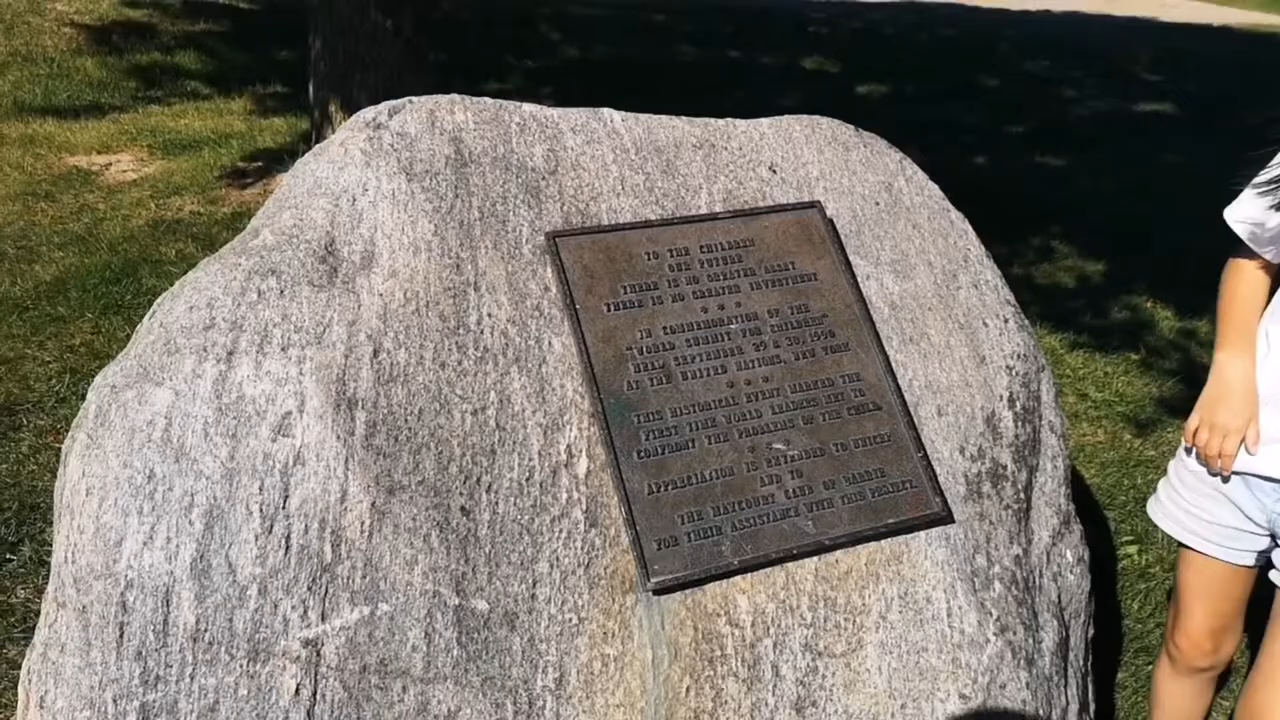 TO THE CHILDREN
OUR FUTURE
THERE IS NO GREATER ASSET
THERE IS NO GREATER INVESTMENT
* * *
IN COMMEMORATION OF THE
"WORLD SUMMIT FOR CHILDREN"
HELD SEPTEMBER 29 & 30, 1990
AT THE UNITED NATIONS, NEW YORK
* * *
THIS HISTORICAL EVENT MARKED THE
FIRST TIME WORLD LEADERS MET TO
CONFRONT THE PROBLEMS OF THE CHILD.
* * *
APPRECIATION IS EXTENDED TO UNICEF
AND TO
THE MAYCOURT CLUB OF BARRIE
FOR THEIR ASSISTANCE WITH THIS PROJECT.